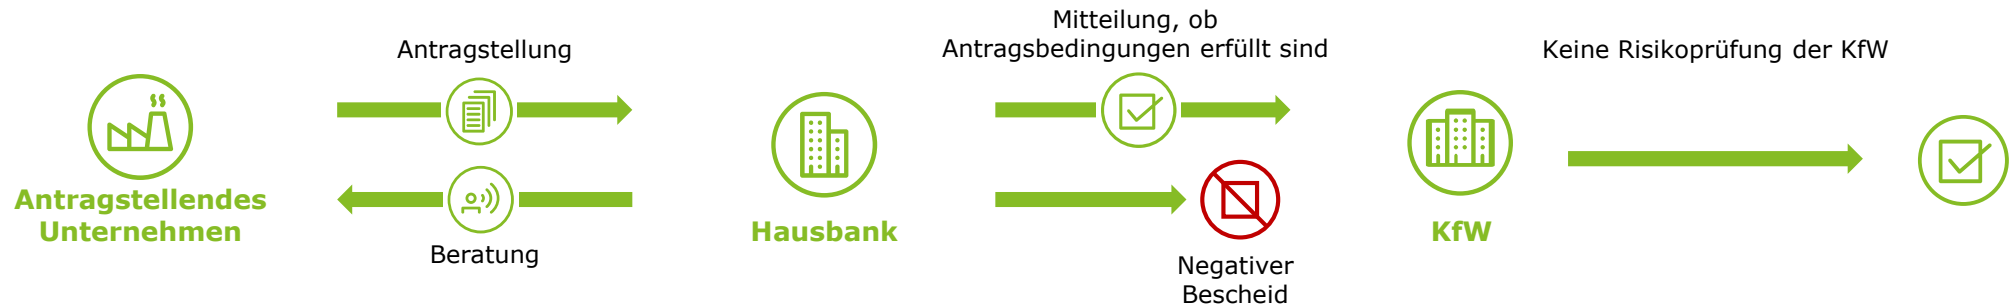 Antragstellung
Antragstellendes
Unternehmen
Beratung
Hausbank
Mitteilung, ob
Antragsbedingungen erfüllt sind
Negativer
Bescheid
KfW
Keine Risikoprüfung der KfW